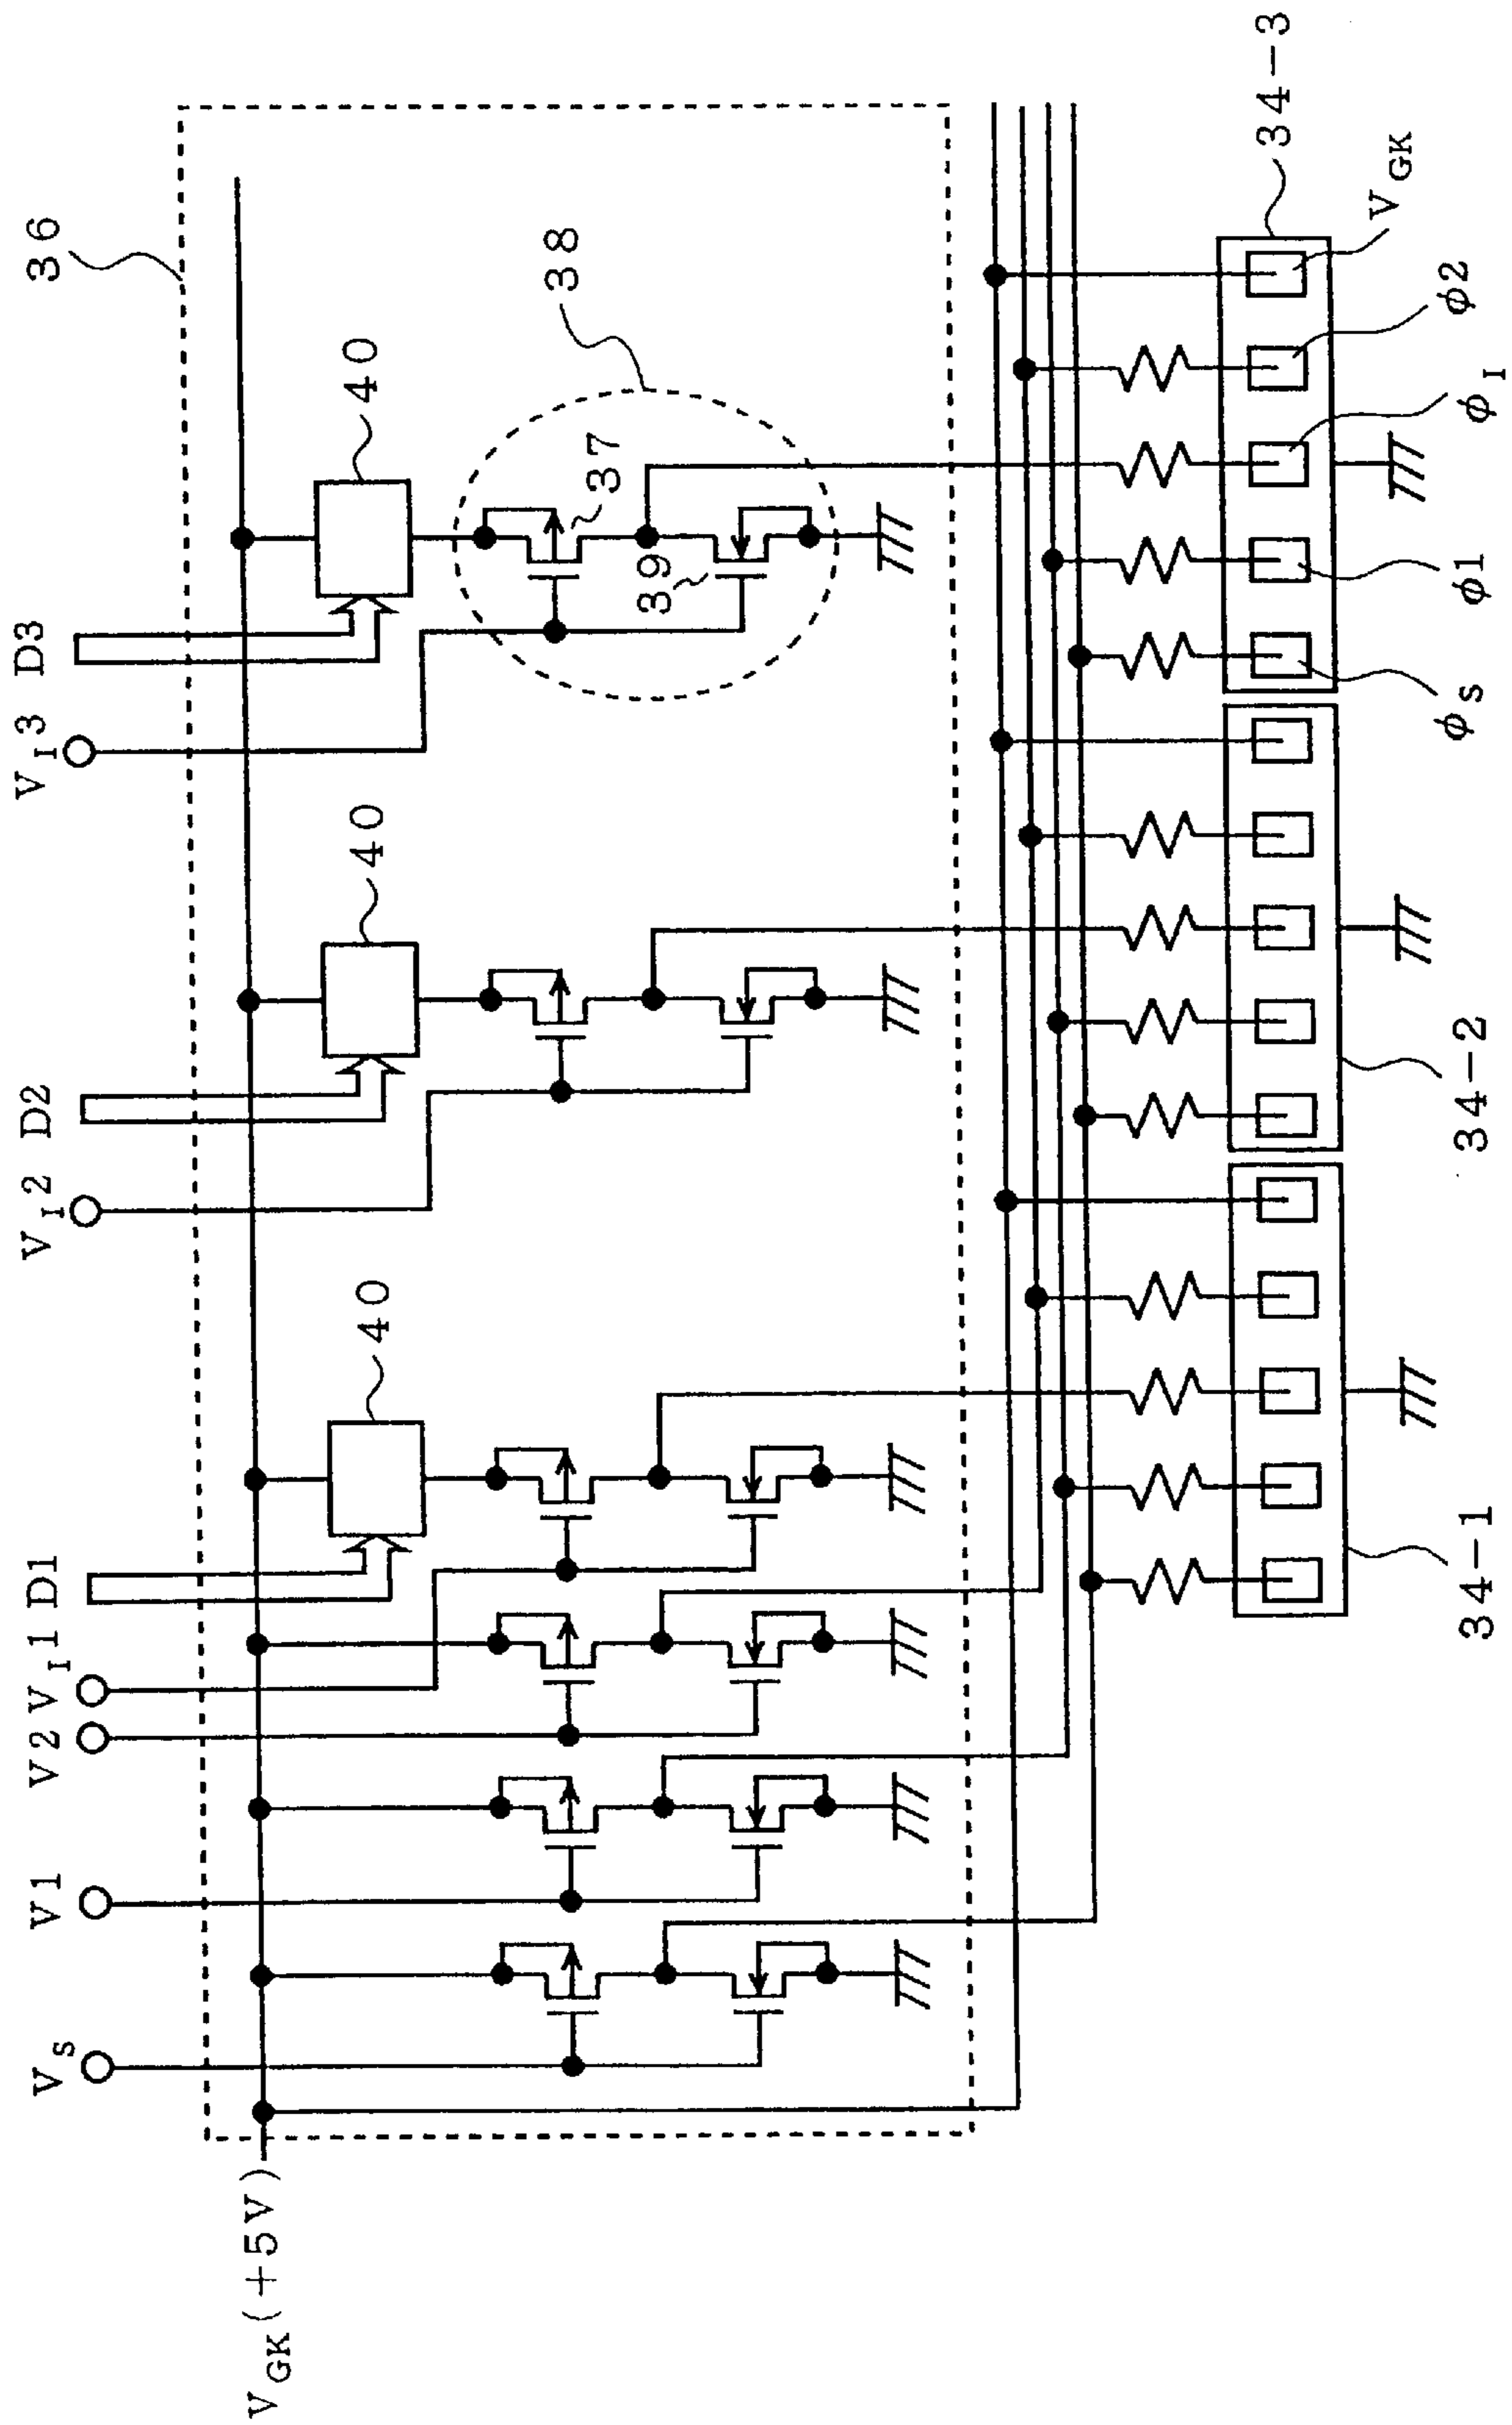 V_GK (+5V)
V_S
V1
V2
V_I1
D1
V_I2
D2
V_I3
D3
36
40
40
40
38
37
39
34-1
34-2
34-3
φ_S
φ1
φ_I
φ2
V_GK